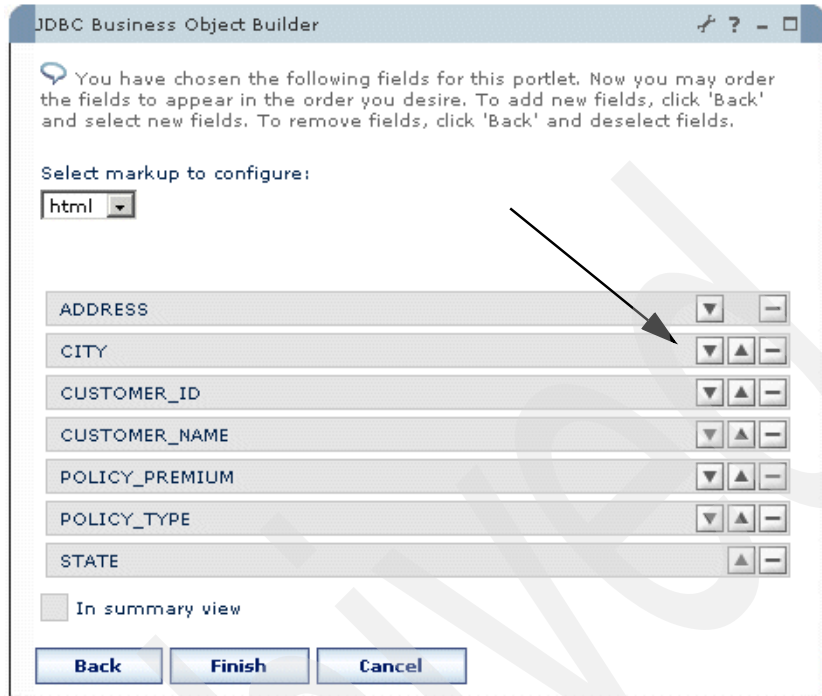 JDBC Business Object Builder
You have chosen the following fields for this portlet. Now you may order
the fields to appear in the order you desire. To add new fields, click 'Back'
and select new fields. To remove fields, click 'Back' and deselect fields.
Select markup to configure:
html
ADDRESS
CITY
CUSTOMER_ID
CUSTOMER_NAME
POLICY_PREMIUM
POLICY_TYPE
STATE
In summary view
Back Finish Cancel